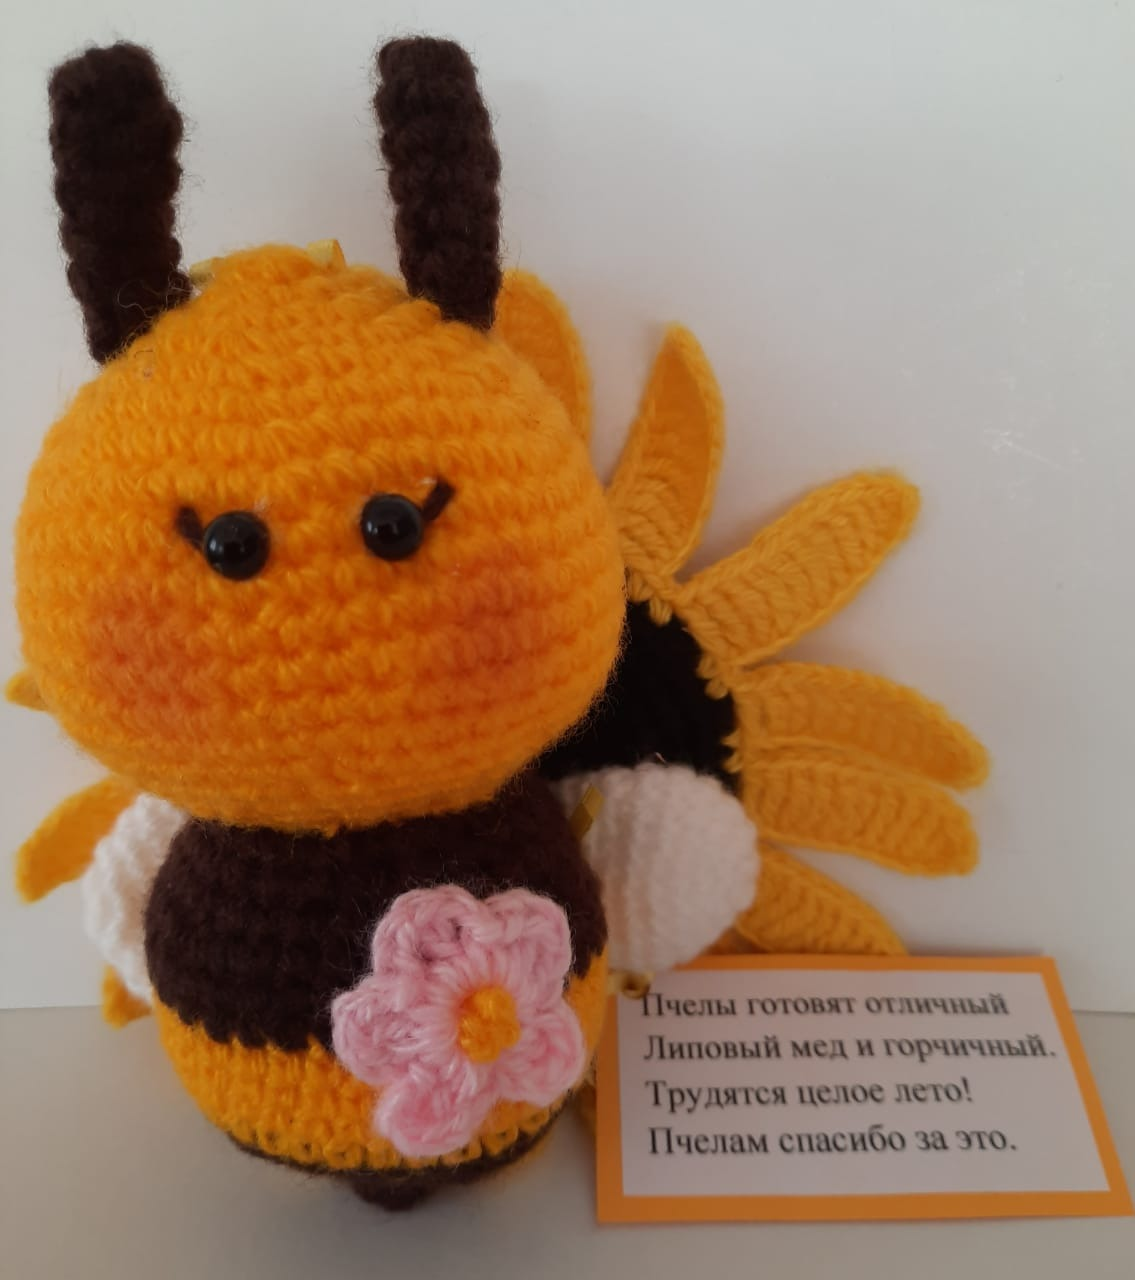 Пчелы готовят отличный
Липовый мед и горчичный.
Трудятся целое лето!
Пчелам спасибо за это.